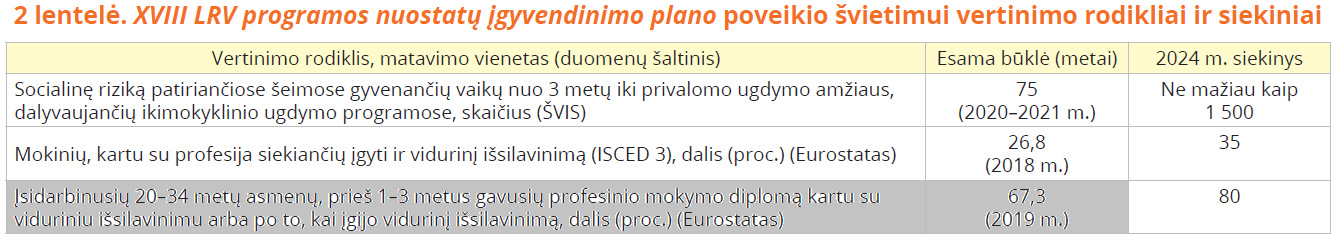 2 lentelė. XVIII LRV programos nuostatų įgyvendinimo plano poveikio švietimui vertinimo rodikliai ir siekiniai
Vertinimo rodiklis, matavimo vienetas (duomenų šaltinis) Esama būklė (metai) 2024 m. siekinys
Socialinę riziką patiriančiose šeimose gyvenančių vaikų nuo 3 metų iki privalomo ugdymo amžiaus,
dalyvaujančių ikimokyklinio ugdymo programose, skaičius (ŠVIS)
75
(2020–2021 m.)
Ne mažiau kaip
1 500
Mokinių, kartu su profesija siekiančių įgyti ir vidurinį išsilavinimą (ISCED 3), dalis (proc.) (Eurostatas)
26,8
(2018 m.)
35
Įsidarbinusių 20–34 metų asmenų, prieš 1–3 metus gavusių profesinio mokymo diplomą kartu su
viduriniu išsilavinimu arba po to, kai įgijo vidurinį išsilavinimą, dalis (proc.) (Eurostatas)
67,3
(2019 m.)
80